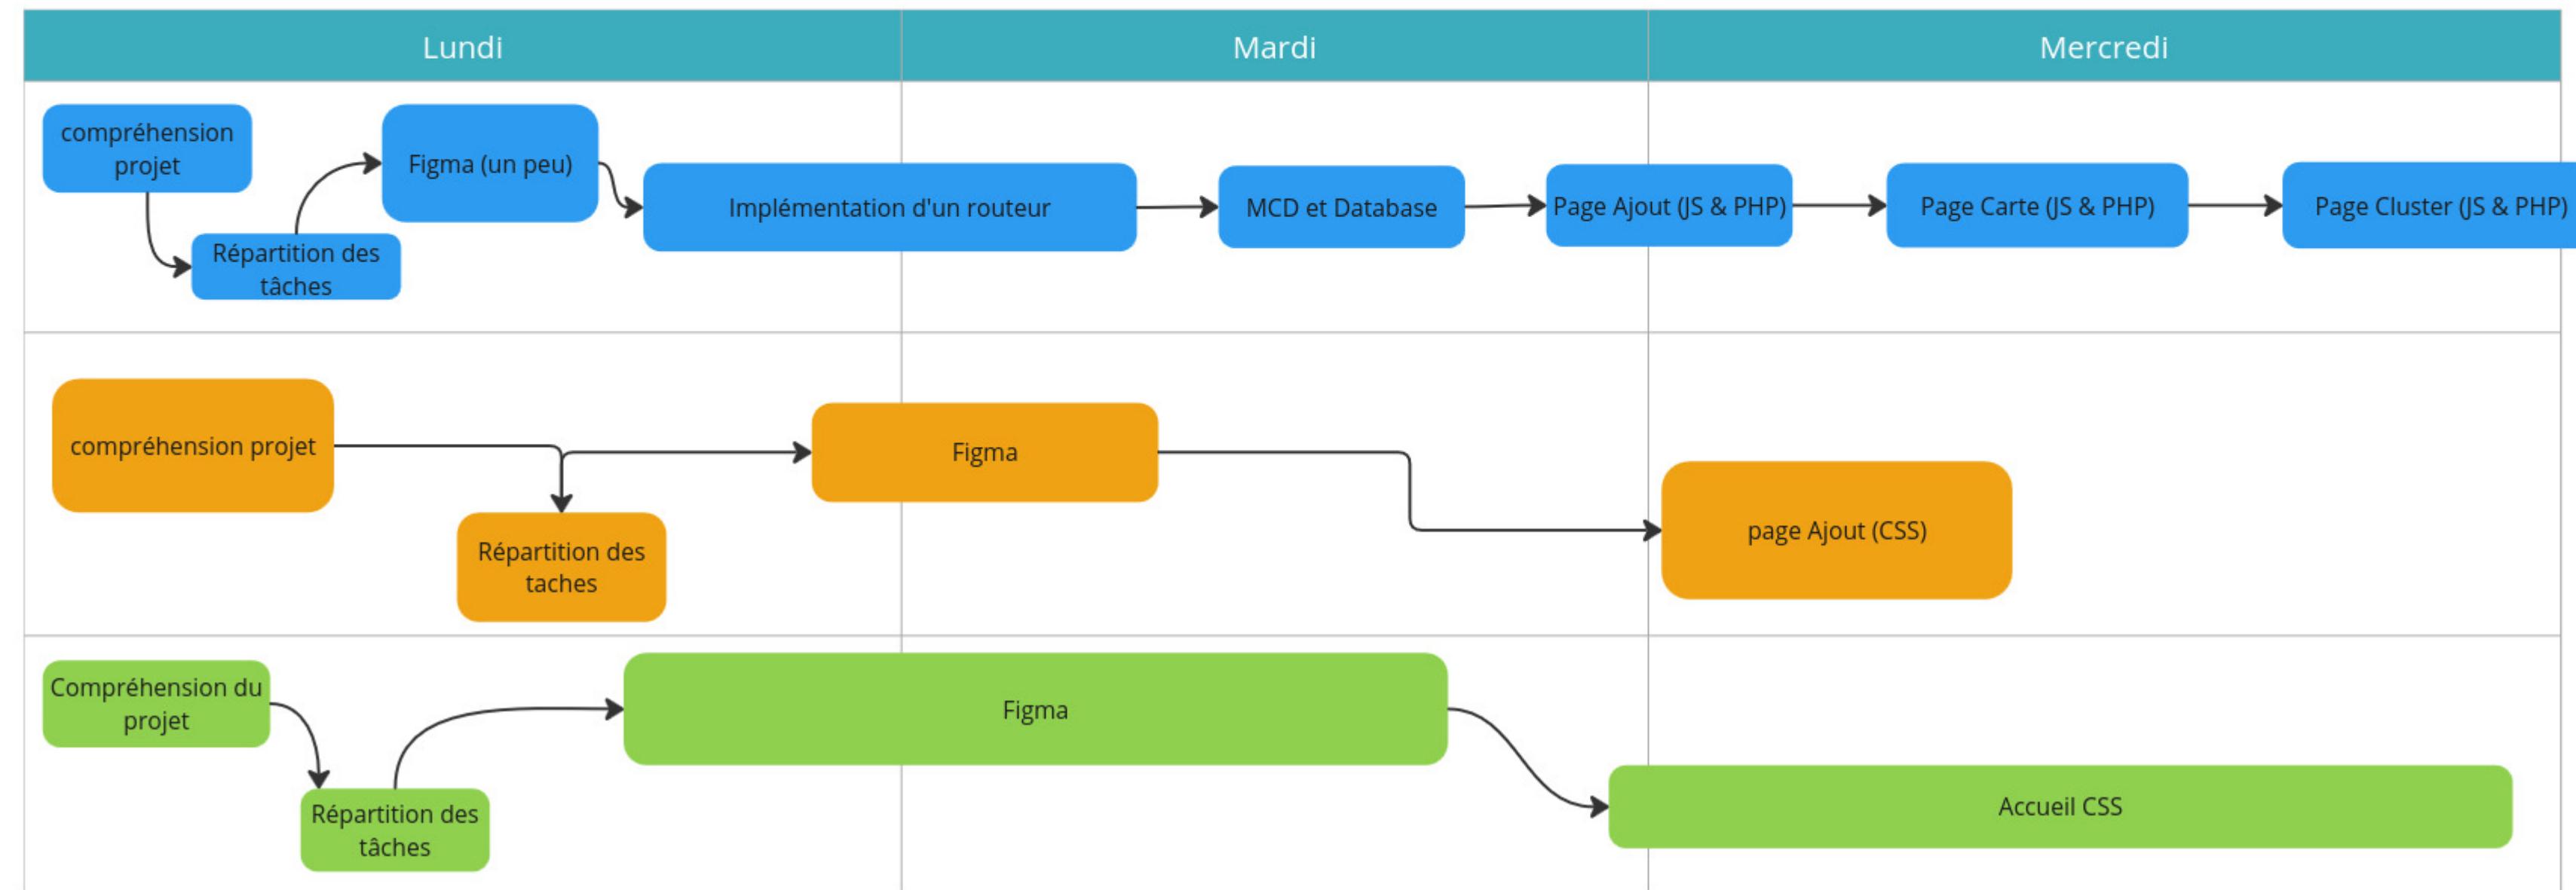 Lundi
Mardi
Mercredi
compréhension
projet
Répartition des
tâches
Figma (un peu)
Implémentation d'un routeur
MCD et Database
Page Ajout (JS & PHP)
Page Carte (JS & PHP)
Page Cluster (JS & PHP)
compréhension projet
Répartition des
taches
Figma
page Ajout (CSS)
Compréhension du
projet
Répartition des
tâches
Figma
Accueil CSS